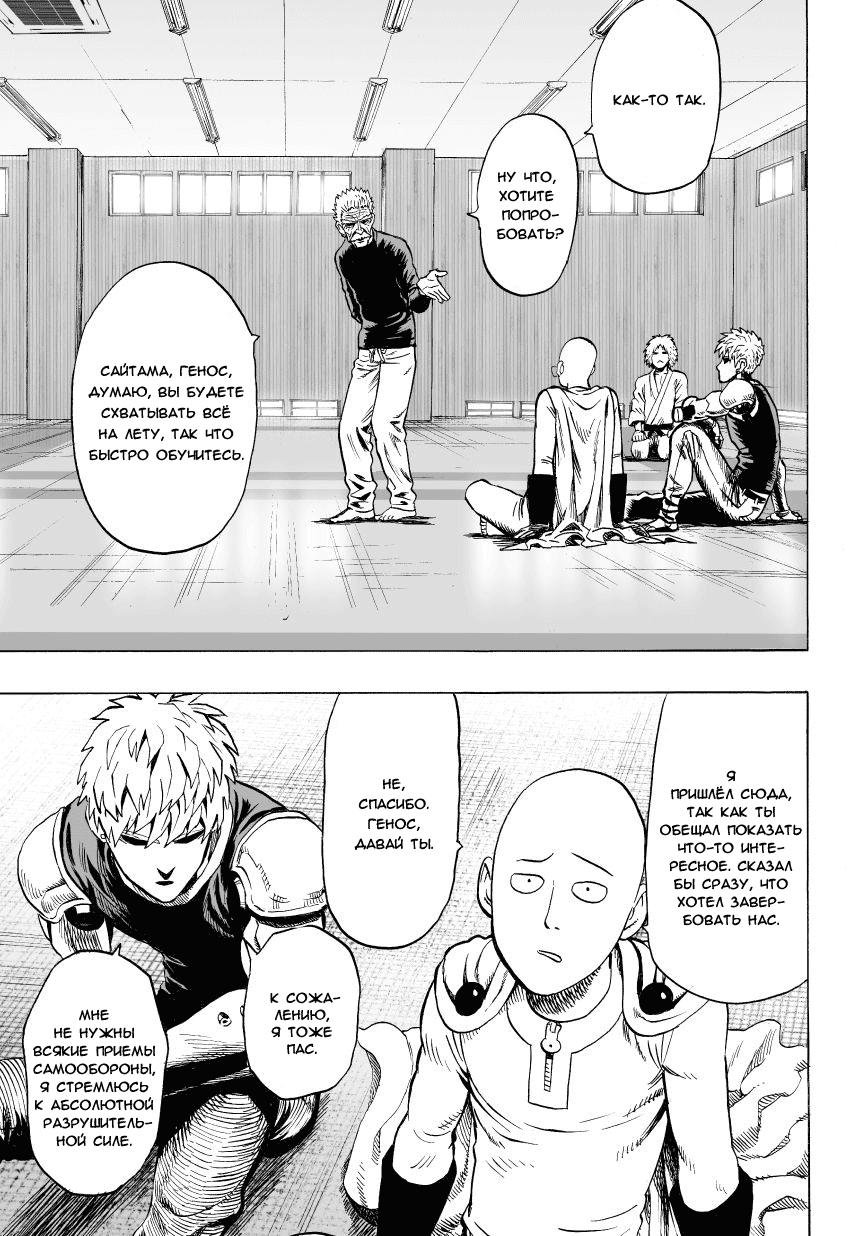 КАК-ТО ТАК.
НУ ЧТО,
ХОТИТЕ
ПОПРО-
БОВАТЬ?
САЙТАМА, ГЕНОС,
ДУМАЮ, ВЫ БУДЕТЕ
СХВАТЫВАТЬ ВСЁ
НА ЛЕТУ, ТАК ЧТО
БЫСТРО ОБУЧИТЕСЬ.
Я
ПРИШЛЁЛ СЮДА,
ТАК КАК ТЫ
ОБЕЩАЛ ПОКАЗАТЬ
ЧТО-ТО ИНТЕ-
РЕСНОЕ. СКАЗАЛ
БЫ СРАЗУ, ЧТО
ХОТЕЛ ЗАВЕР-
БОВАТЬ НАС.
НЕ,
СПАСИБО.
ГЕНОС,
ДАВАЙ ТЫ.
К СОЖА-
ЛЕНИЮ,
Я ТОЖЕ
ПАС.
МНЕ
НЕ НУЖНЫ
ВСЯКИЕ ПРИЕМЫ
САМООБОРОНЫ,
Я СТРЕМЛЮСЬ
К АБСОЛЮТНОЙ
РАЗРУШИТЕЛЬ-
НОЙ СИЛЕ.